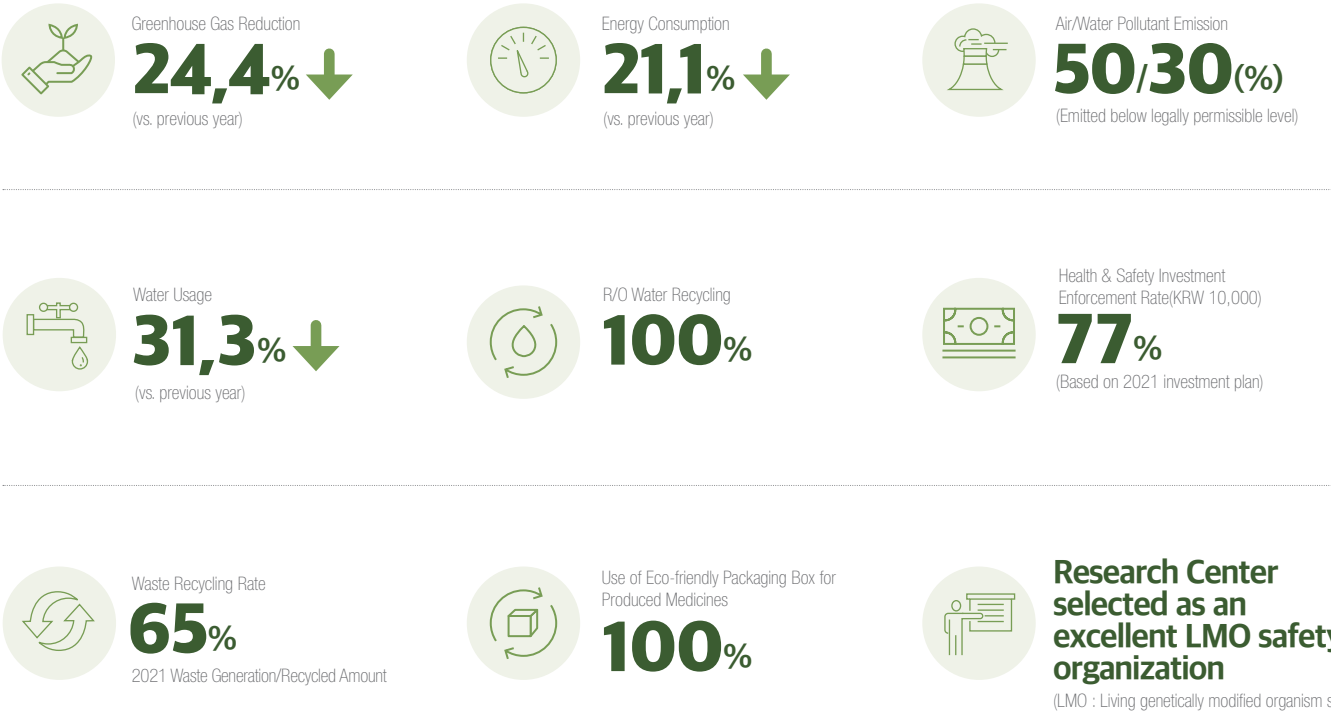 Greenhouse Gas Reduction
24,4%
(vs. previous year)
Energy Consumption
21,1%
(vs. previous year)
Air/Water Pollutant Emission
50/30(%)
(Emitted below legally permissible level)
Water Usage
31,3%
(vs. previous year)
R/O Water Recycling
100%
Health & Safety Investment
Enforcement Rate(KRW 10,000)
77%
(Based on 2021 investment plan)
Waste Recycling Rate
65%
2021 Waste Generation/Recycled Amount
Use of Eco-friendly Packaging Box for
Produced Medicines
100%
Research Center
selected as an
excellent LMO safety
organization
(LMO : Living genetically modified organism